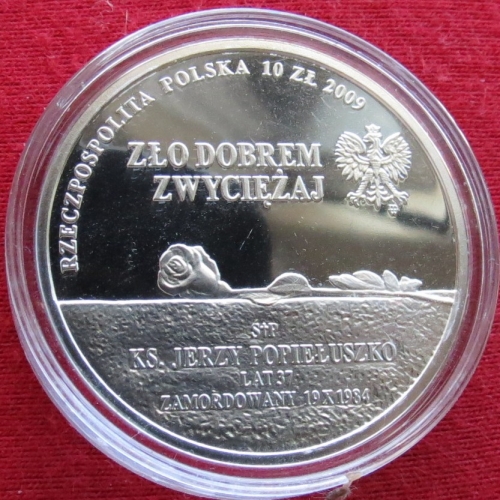 RZECZPOSPOLITA POLSKA 10 ZŁ 2009
ZŁO DOBREM
ZWYCIĘŻAJ
Ś†P
KS. JERZY POPIEŁUSZKO
LAT 37
ZAMORDOWANY 19 X 1984